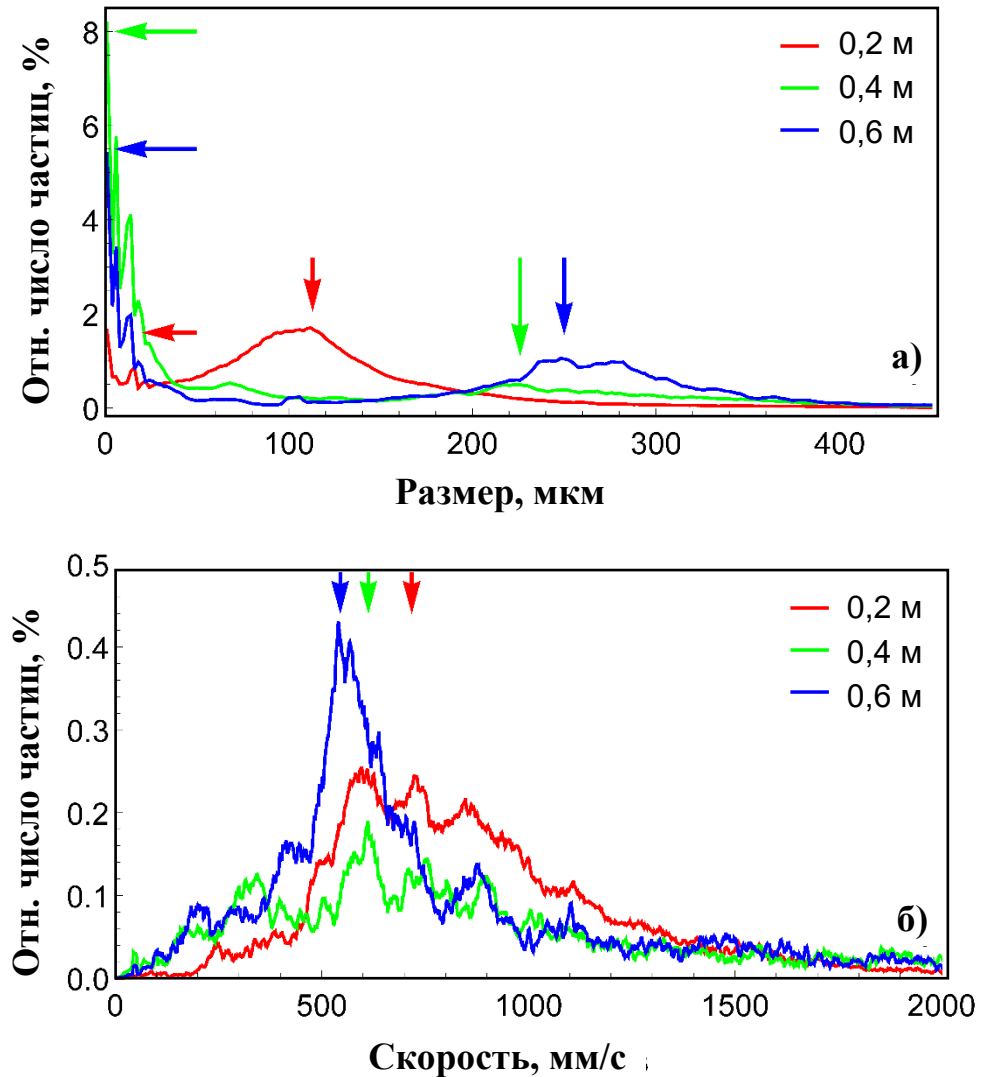 Отн. число частиц, %
8
6
4
2
0
0,2 м
0,4 м
0,6 м
а)
0 100 200 300 400
Размер, мкм
Отн. число частиц, %
0.5
0.4
0.3
0.2
0.1
0.0
0,2 м
0,4 м
0,6 м
б)
0 500 1000 1500 2000
Скорость, мм/с